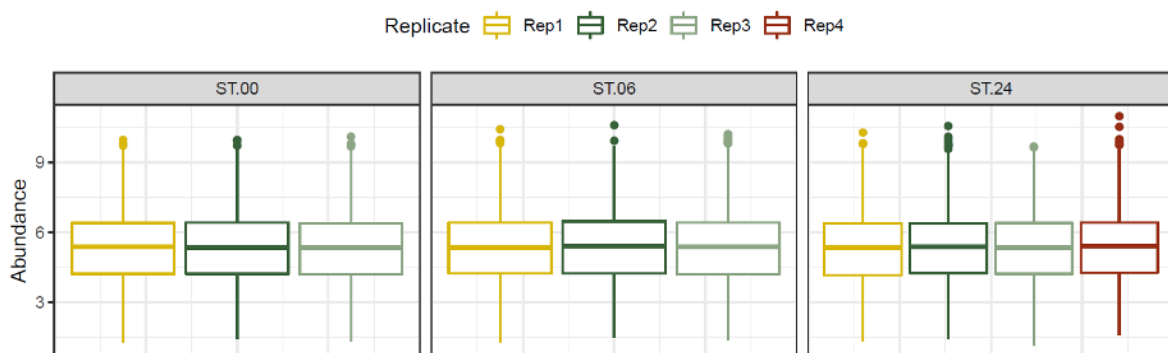 Replicate Rep1 Rep2 Rep3 Rep4
ST.00 ST.06 ST.24
Abundance
9
6
3